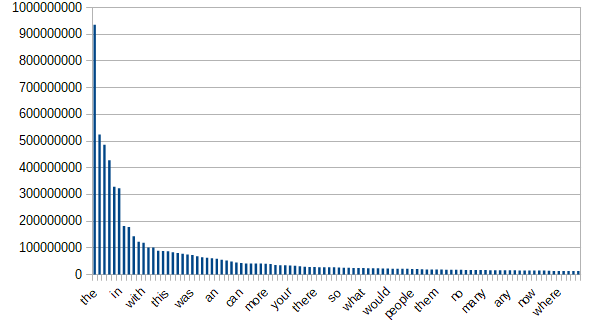 1000000000
900000000
800000000
700000000
600000000
500000000
400000000
300000000
200000000
100000000
0
the
in
with
this
was
an
can
more
your
there
so
what
would
people
them
no
many
any
now
where